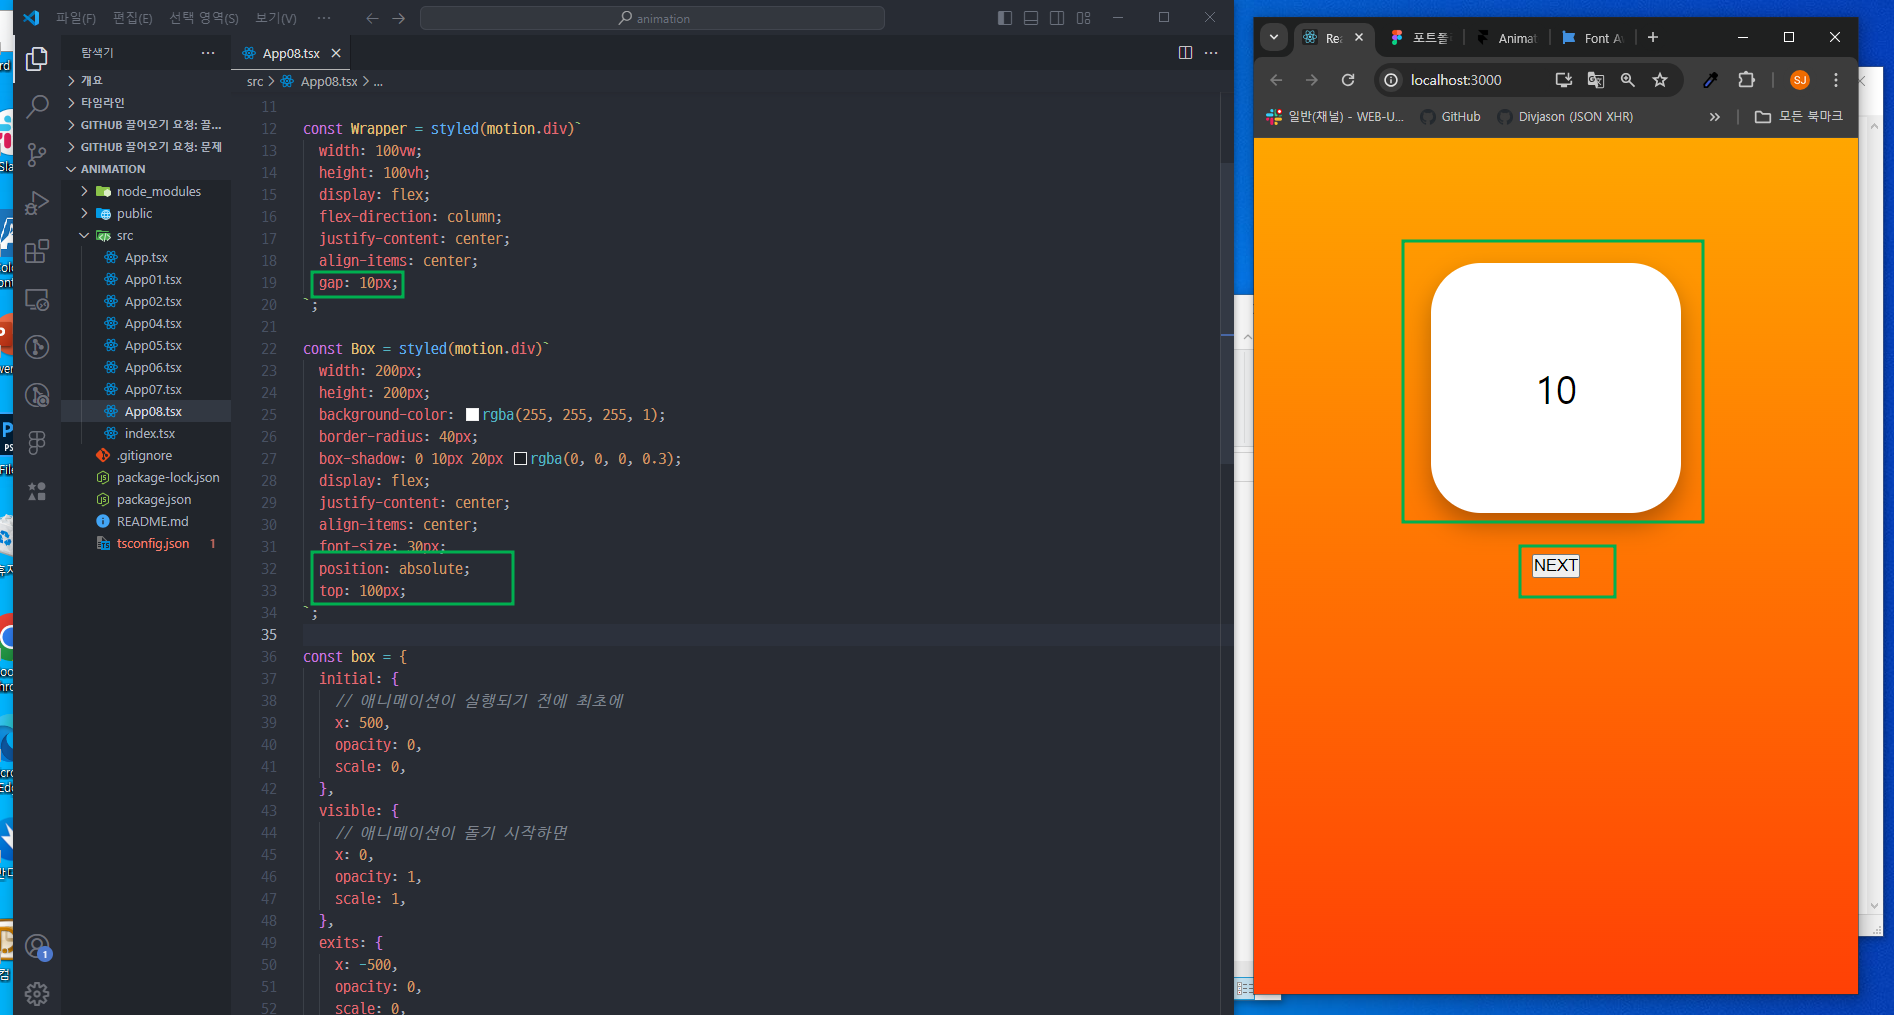 파일(F) 편집(E) 선택 영역(S) 보기(V) ···
animation
탐색기 ···
개요
타임라인
GITHUB 끌어오기 요청: 끌...
GITHUB 끌어오기 요청: 문제
ANIMATION
node_modules
public
src
App.tsx
App01.tsx
App02.tsx
App04.tsx
App05.tsx
App06.tsx
App07.tsx
App08.tsx
index.tsx
.gitignore
package-lock.json
package.json
README.md
tsconfig.json 1
1
App08.tsx
src > App08.tsx > ...
11
12 const Wrapper = styled(motion.div)`
13 width: 100vw;
14 height: 100vh;
15 display: flex;
16 flex-direction: column;
17 justify-content: center;
18 align-items: center;
19 gap: 10px;
20 `;
21
22 const Box = styled(motion.div)`
23 width: 200px;
24 height: 200px;
25 background-color: rgba(255, 255, 255, 1);
26 border-radius: 40px;
27 box-shadow: 0 10px 20px rgba(0, 0, 0, 0.3);
28 display: flex;
29 justify-content: center;
30 align-items: center;
31 font-size: 30px;
32 position: absolute;
33 top: 100px;
34 `;
35
36 const box = {
37 initial: {
38 // 애니메이션이 실행되기 전에 최초에
39 x: 500,
40 opacity: 0,
41 scale: 0,
42 },
43 visible: {
44 // 애니메이션이 돌기 시작하면
45 x: 0,
46 opacity: 1,
47 scale: 1,
48 },
49 exits: {
50 x: -500,
51 opacity: 0,
52 scale: 0,
Rea 포트폴 Animat Font A
localhost:3000
SJ
일반(채널) - WEB-U... GitHub Divjason (JSON XHR) » 모든 북마크
10
NEXT